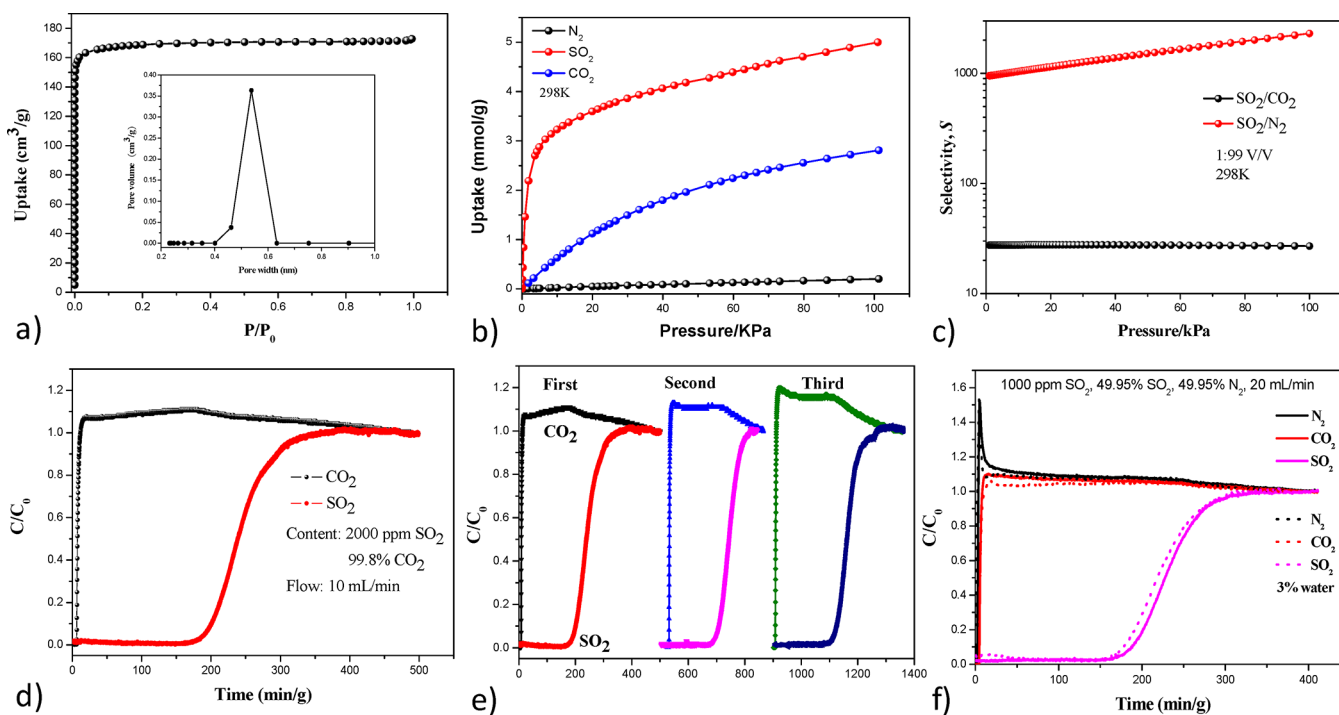 180
170
160
150
140
130
120
110
100
90
80
70
60
50
40
30
20
10
0
Uptake (cm³/g)
0.0 0.2 0.4 0.6 0.8 1.0
P/P₀
a)
0.40
0.35
0.30
0.25
0.20
0.15
0.10
0.05
0.00
Pore volume (cm³/g)
0.2 0.4 0.6 0.8 1.0
Pore width (nm)
N₂
SO₂
CO₂
298K
5
4
3
2
1
0
Uptake (mmol/g)
0 20 40 60 80 100
Pressure/KPa
b)
1000
100
10
Selectivity, S
SO₂/CO₂
SO₂/N₂
1:99 V/V
298K
0 20 40 60 80 100
Pressure/kPa
c)
1.2
1.0
0.8
0.6
0.4
0.2
0.0
C/C₀
CO₂
SO₂
Content: 2000 ppm SO₂
99.8% CO₂
Flow: 10 mL/min
0 100 200 300 400 500
Time (min/g)
d)
1.2
1.0
0.8
0.6
0.4
0.2
0.0
C/C₀
First Second Third
CO₂
SO₂
0 200 400 600 800 1000 1200 1400
Time (min/g)
e)
1.6
1.4
1.2
1.0
0.8
0.6
0.4
0.2
0.0
C/C₀
1000 ppm SO₂, 49.95% SO₂, 49.95% N₂, 20 mL/min
N₂
CO₂
SO₂
N₂
CO₂
SO₂
3% water
0 100 200 300 400
Time (min/g)
f)